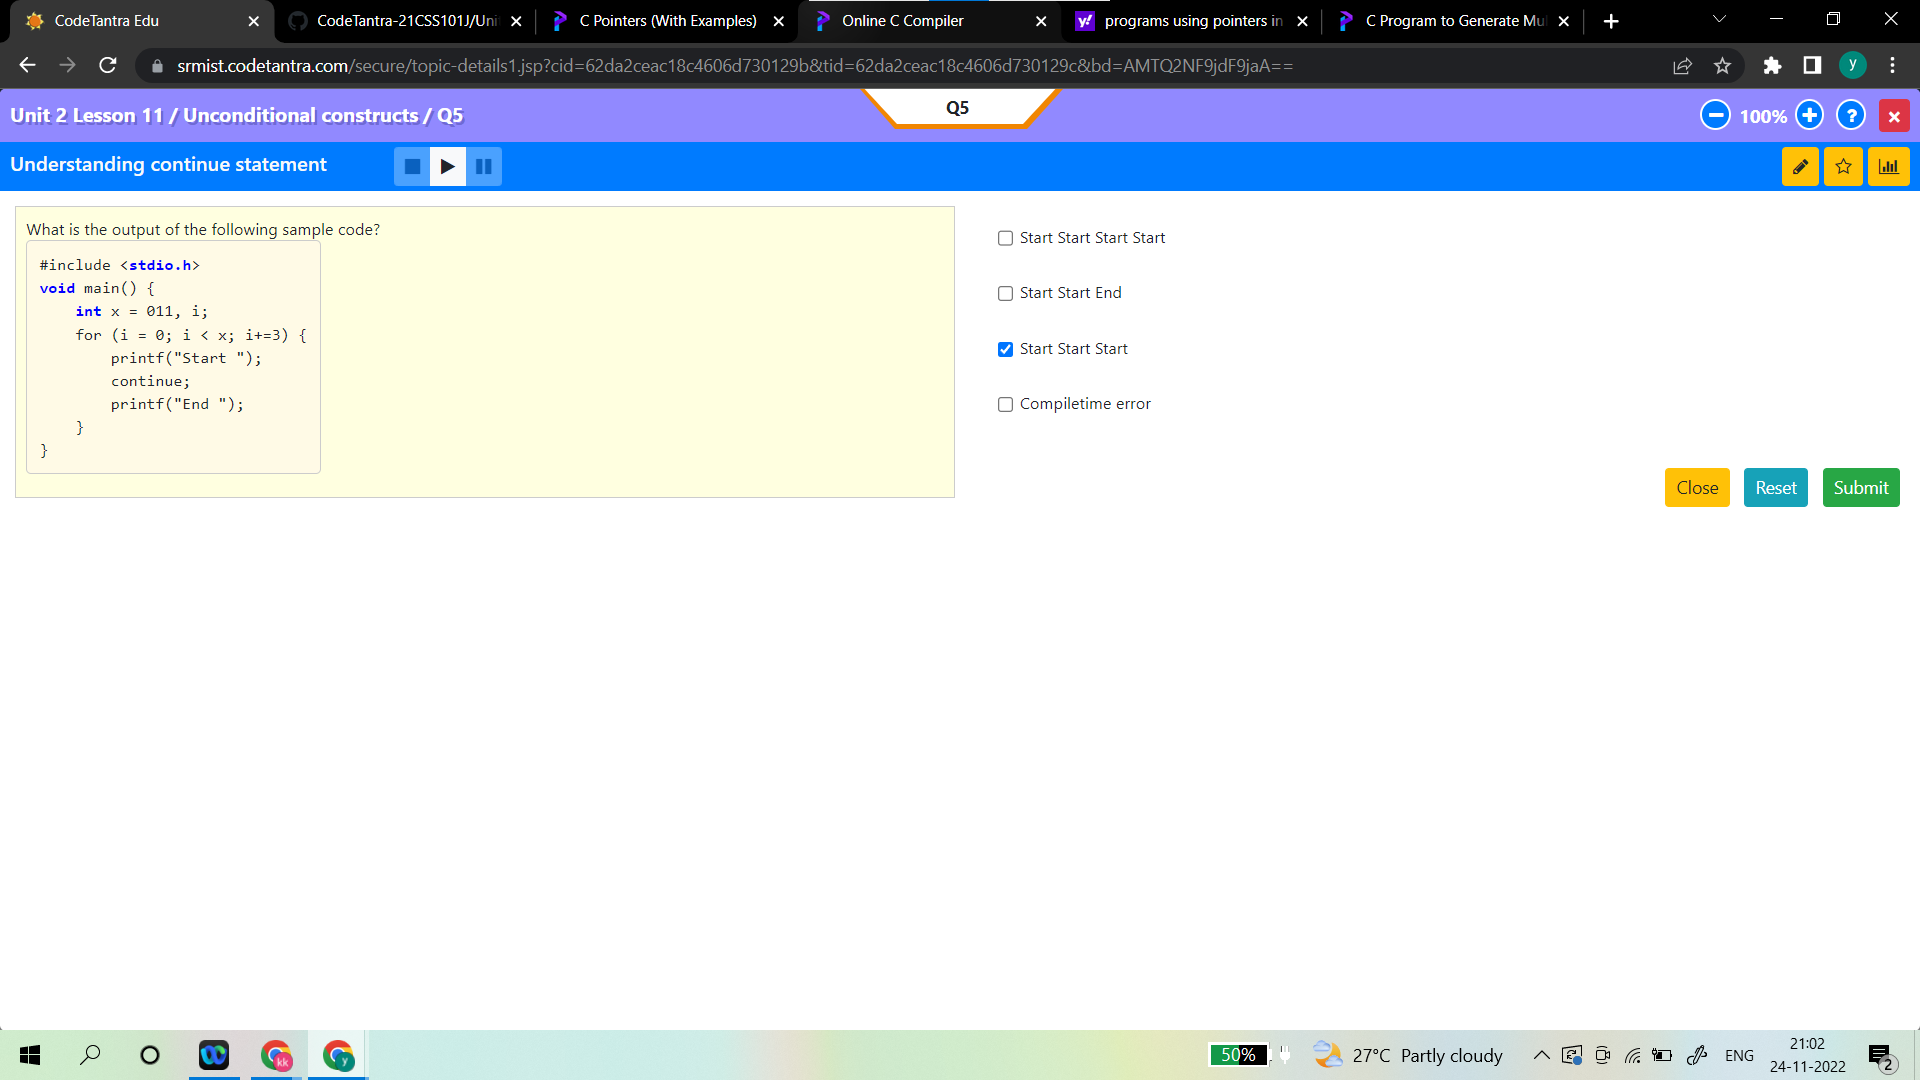 CodeTantra Edu
CodeTantra-21CSS101J/Uni
C Pointers (With Examples)
Online C Compiler
programs using pointers in
C Program to Generate Mul
srmist.codetantra.com/secure/topic-details1.jsp?cid=62da2ceac18c4606d730129b&tid=62da2ceac18c4606d730129c&bd=AMTQ2NF9jdF9jaA==
y
Unit 2 Lesson 11 / Unconditional constructs / Q5
Q5
100%
?
Understanding continue statement
What is the output of the following sample code?
#include <stdio.h>
void main() {
int x = 011, i;
for (i = 0; i < x; i+=3) {
printf("Start ");
continue;
printf("End ");
}
}
Start Start Start Start
Start Start End
Start Start Start
Compiletime error
Close
Reset
Submit
kk
y
50%
27°C Partly cloudy
ENG
21:02
24-11-2022
2